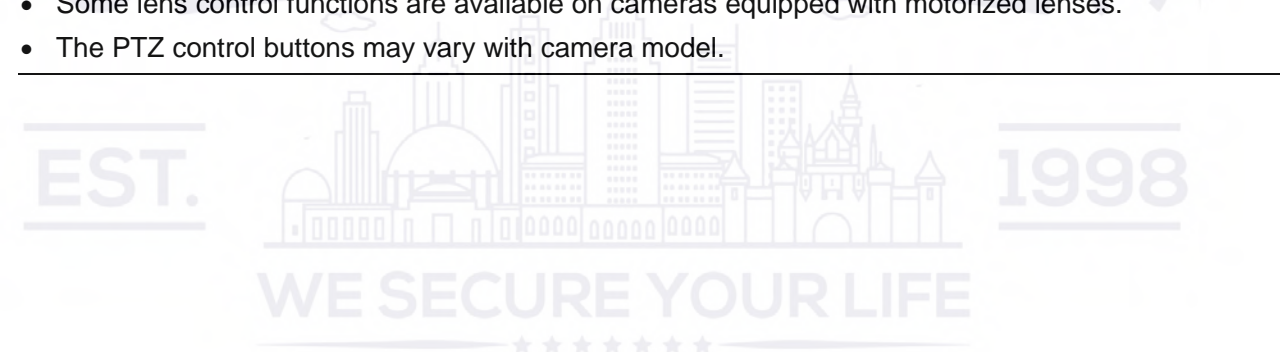 • Some lens control functions are available on cameras equipped with motorized lenses.
• The PTZ control buttons may vary with camera model.
EST.
1998
WE SECURE YOUR LIFE